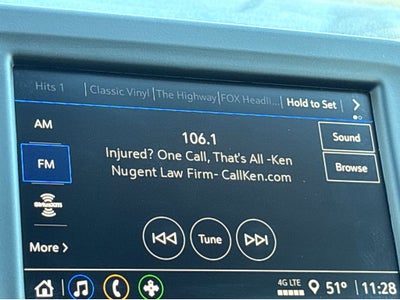 Hits 1 | Classic Vinyl | The Highway | FOX Headli... | Hold to Set
AM
106.1
Sound
Injured? One Call, That's All -Ken
FM
Nugent Law Firm- CallKen.com
Browse
SiriusXM
Tune
More >
4G LTE
51° 11:28